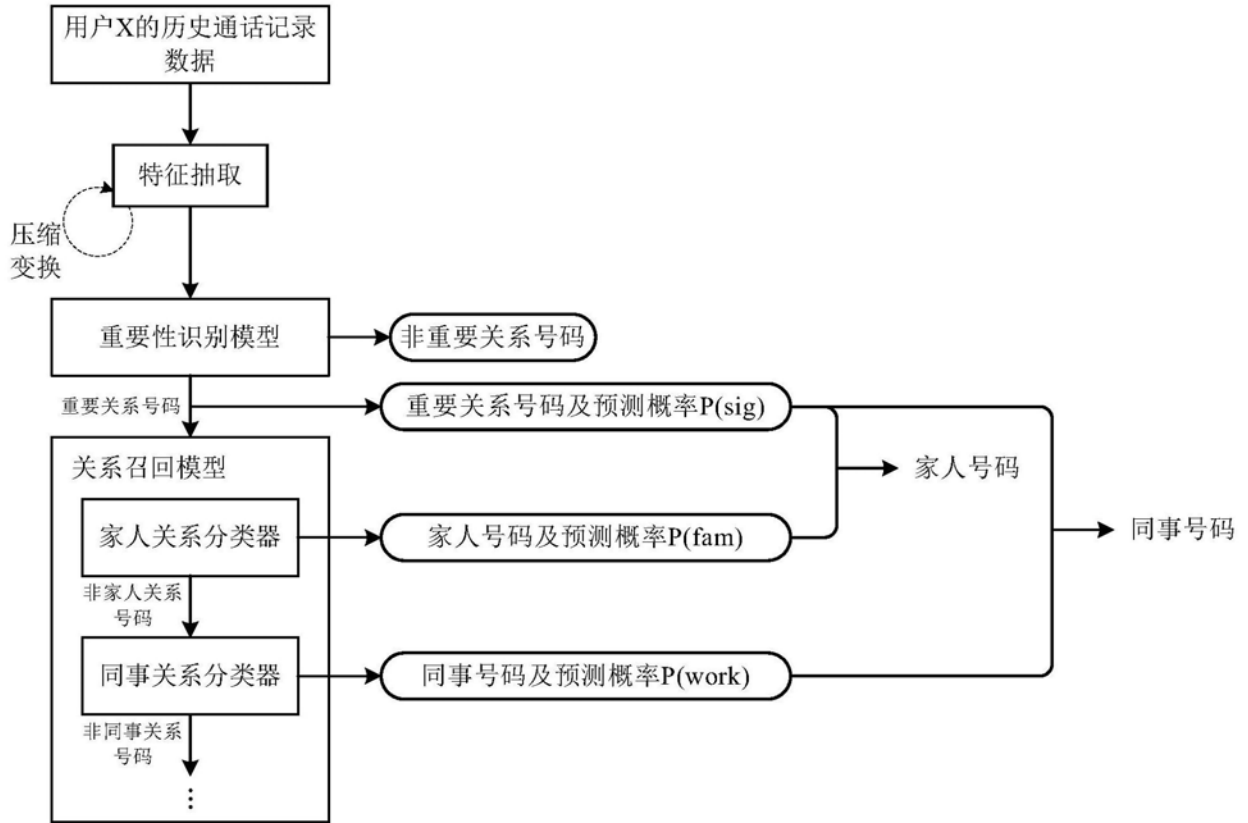 用户X的历史通话记录
数据
特征抽取
压缩
变换
重要性识别模型
非重要关系号码
重要关系号码
重要关系号码及预测概率P(sig)
关系召回模型
家人号码
家人关系分类器
家人号码及预测概率P(fam)
同事号码
非家人关系
号码
同事关系分类器
同事号码及预测概率P(work)
非同事关系
号码
⋮